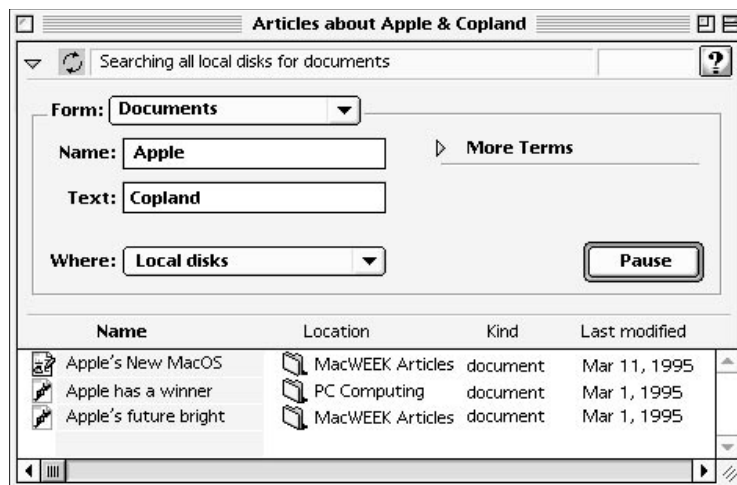 Articles about Apple & Copland
Searching all local disks for documents ?
Form: Documents
Name: Apple More Terms
Text: Copland
Where: Local disks Pause
Name Location Kind Last modified
Apple's New MacOS MacWEEK Articles document Mar 11, 1995
Apple has a winner PC Computing document Mar 1, 1995
Apple's future bright MacWEEK Articles document Mar 1, 1995